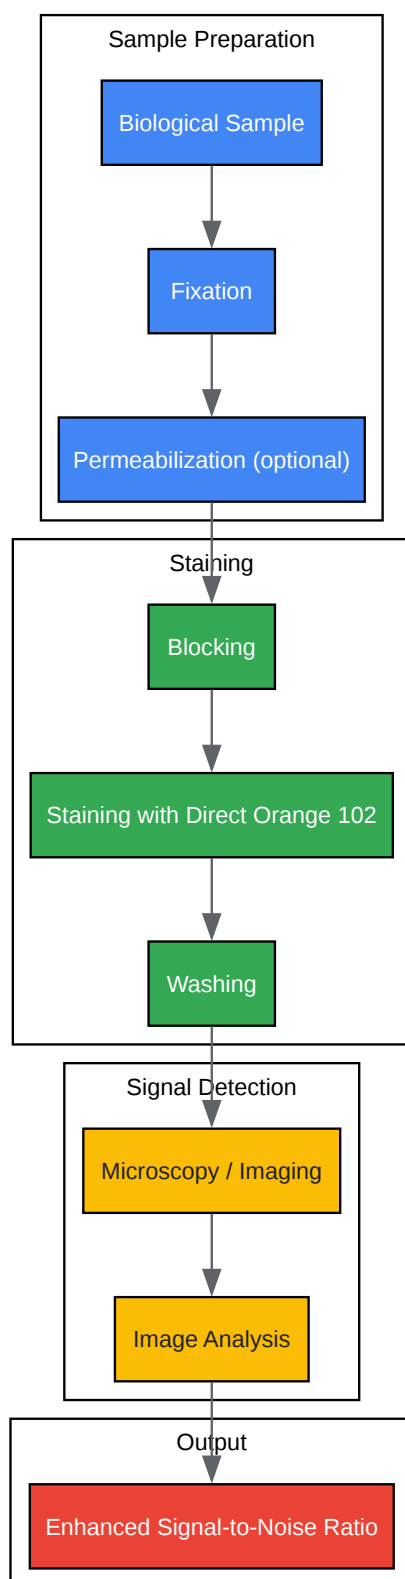 Sample Preparation
Biological Sample
Fixation
Permeabilization (optional)
Staining
Blocking
Staining with Direct Orange 102
Washing
Signal Detection
Microscopy / Imaging
Image Analysis
Output
Enhanced Signal-to-Noise Ratio